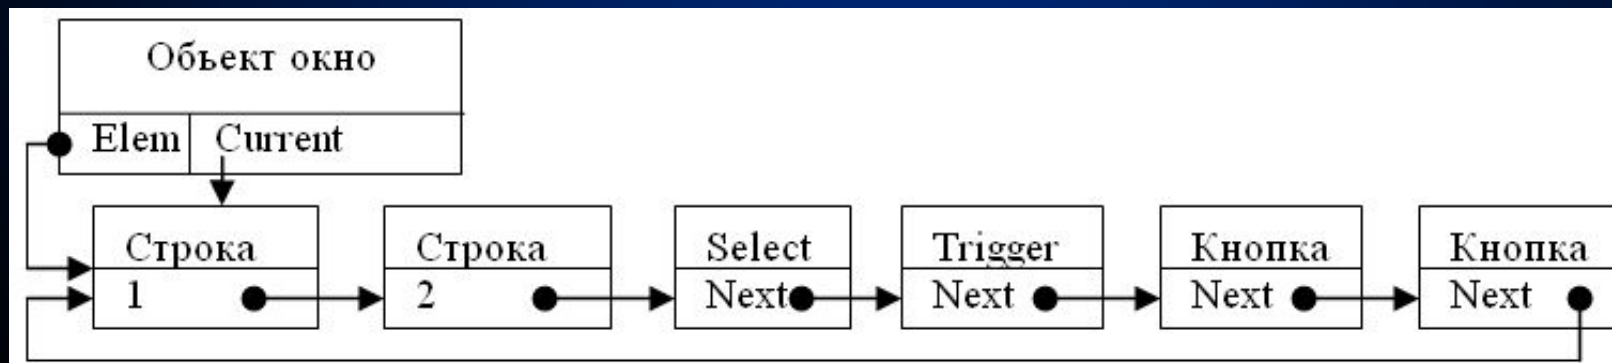 Объект окно
Elem Current
Строка Строка Select Trigger Кнопка Кнопка
1 2 Next Next Next Next